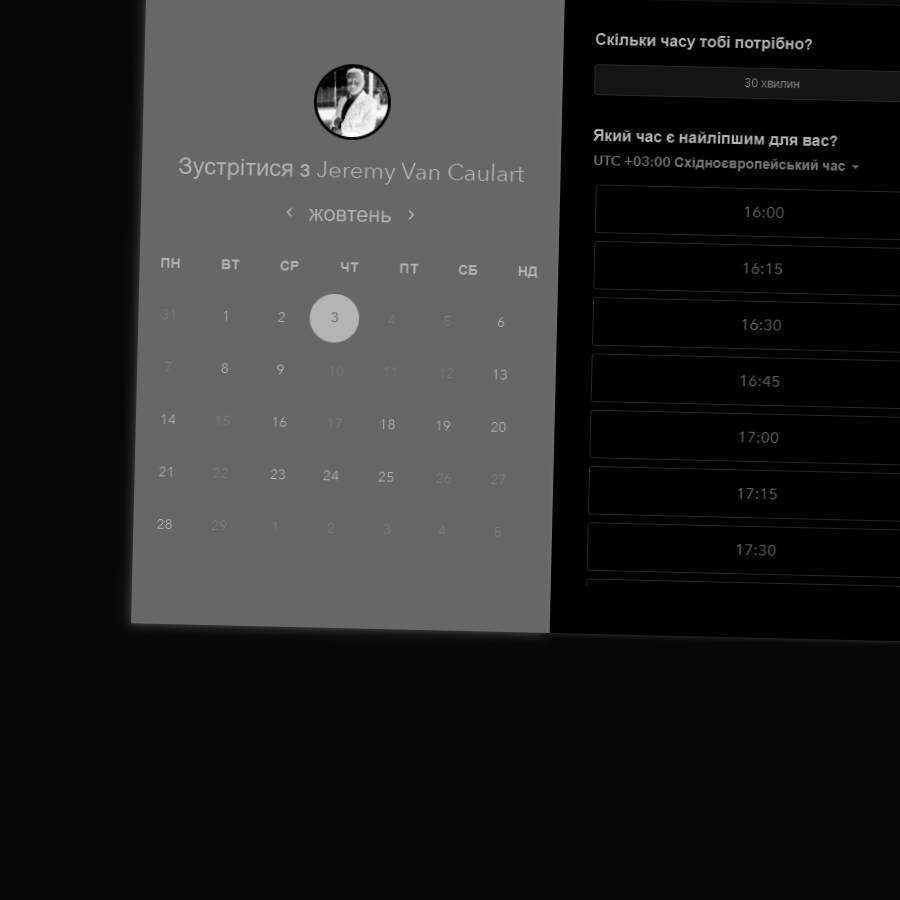 Зустрітися з Jeremy Van Caulart
жовтень
ПН ВТ СР ЧТ ПТ СБ НД
31 1 2 3 4 5 6
7 8 9 10 11 12 13
14 15 16 17 18 19 20
21 22 23 24 25 26 27
28 29 1 2 3 4 5
Скільки часу тобі потрібно?
30 хвилин
Який час є найліпшим для вас?
UTC +03:00 Східноєвропейський час
16:00
16:15
16:30
16:45
17:00
17:15
17:30